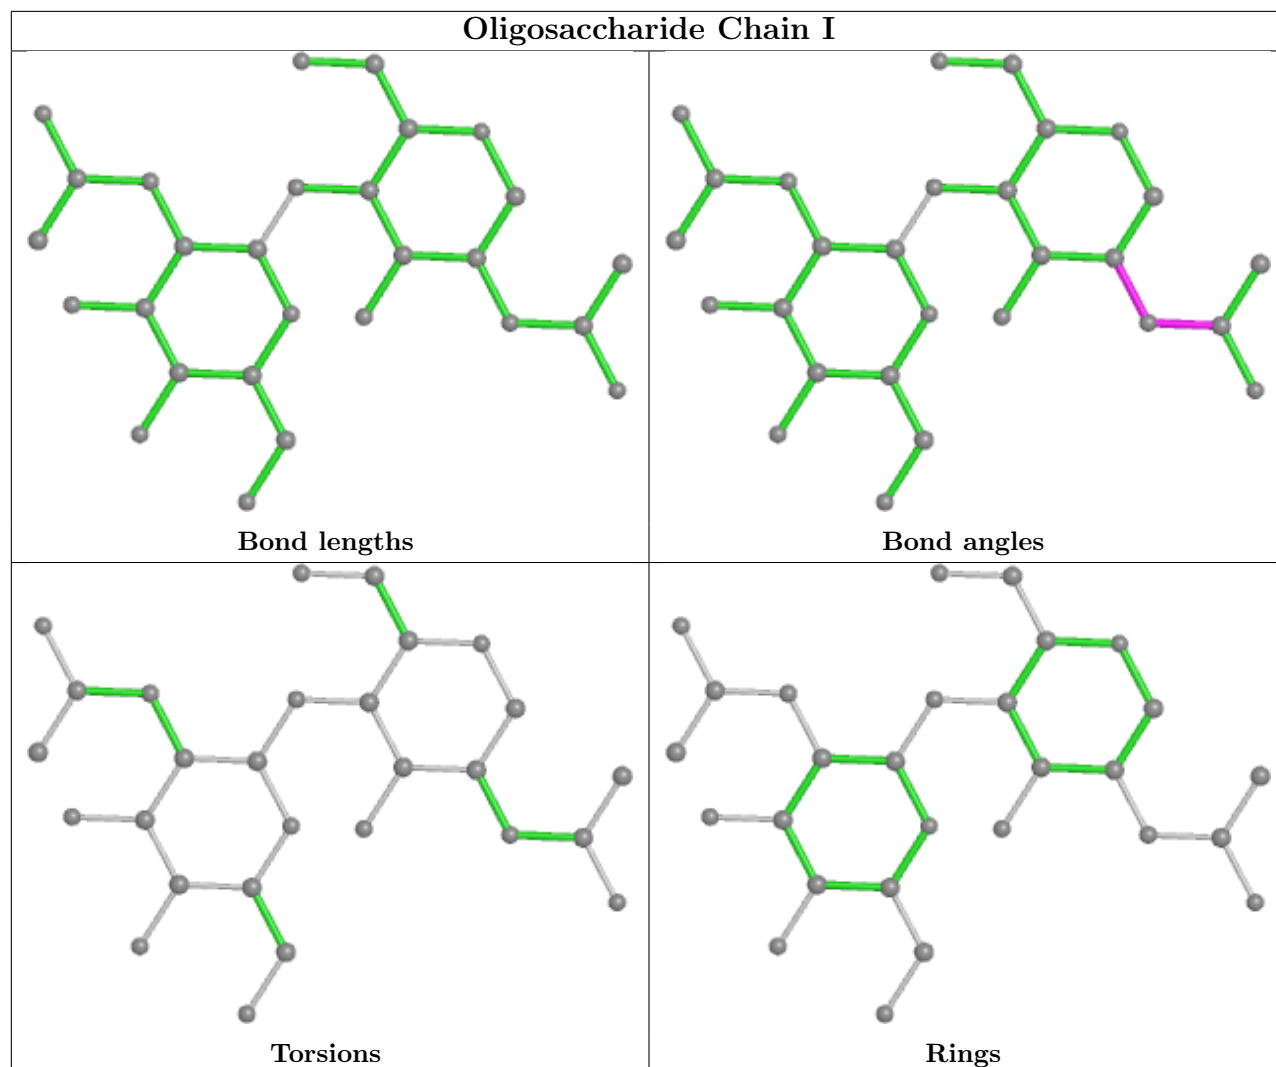 Oligosaccharide Chain I
Bond lengths
Bond angles
Torsions
Rings